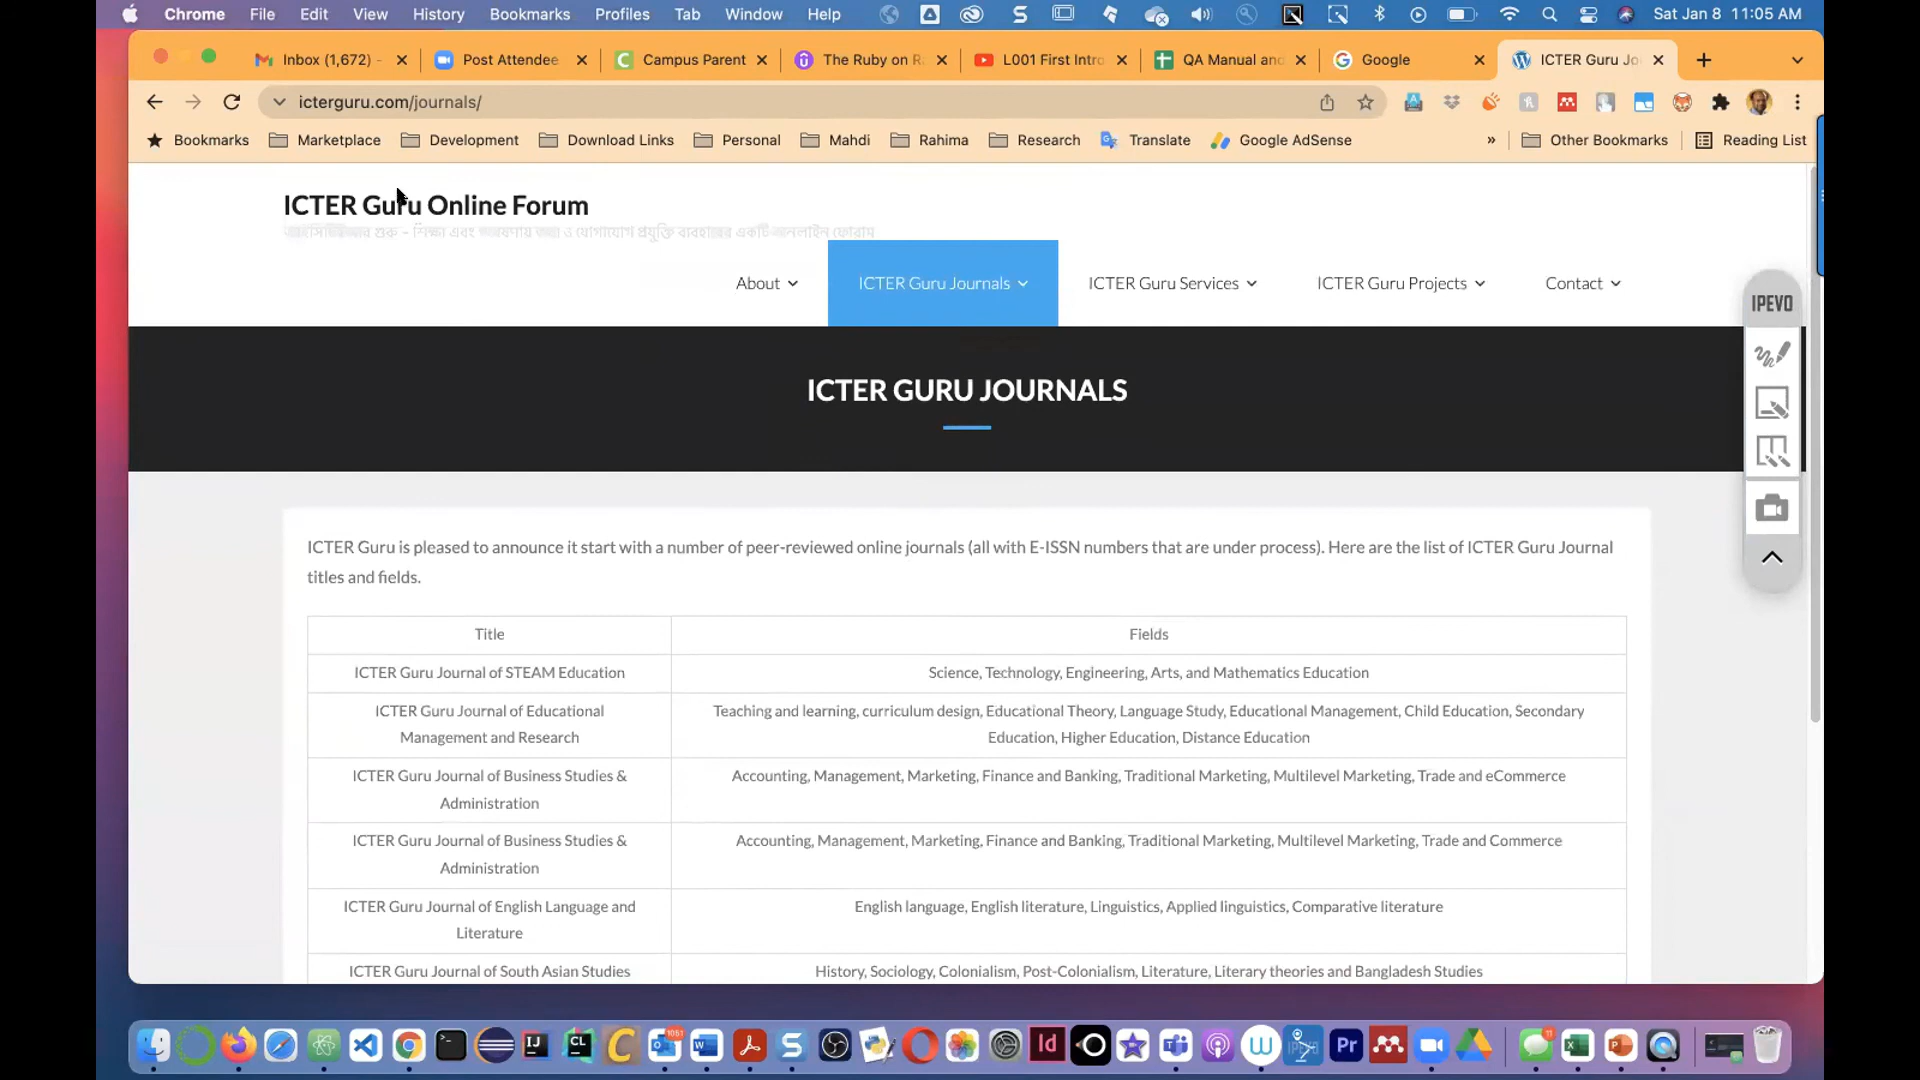 Chrome File Edit View History Bookmarks Profiles Tab Window Help Sat Jan 8 11:05 AM
Inbox (1,672) - Post Attendee Campus Parent The Ruby on R L001 First Intro QA Manual and Google ICTER Guru Jo
icterguru.com/journals/
Bookmarks Marketplace Development Download Links Personal Mahdi Rahima Research Translate Google AdSense » Other Bookmarks Reading List
ICTER Guru Online Forum
গুরু – শিক্ষা এবং তথ্য ও যোগাযোগ প্রযুক্তি ব্যবহারের একটি অনলাইন ফোরাম
About ICTER Guru Journals ICTER Guru Services ICTER Guru Projects Contact
IPEVO
ICTER GURU JOURNALS
ICTER Guru is pleased to announce it start with a number of peer-reviewed online journals (all with E-ISSN numbers that are under process). Here are the list of ICTER Guru Journal
titles and fields.
Title Fields
ICTER Guru Journal of STEAM Education Science, Technology, Engineering, Arts, and Mathematics Education
ICTER Guru Journal of Educational Teaching and learning, curriculum design, Educational Theory, Language Study, Educational Management, Child Education, Secondary
Management and Research Education, Higher Education, Distance Education
ICTER Guru Journal of Business Studies & Accounting, Management, Marketing, Finance and Banking, Traditional Marketing, Multilevel Marketing, Trade and eCommerce
Administration
ICTER Guru Journal of Business Studies & Accounting, Management, Marketing, Finance and Banking, Traditional Marketing, Multilevel Marketing, Trade and Commerce
Administration
ICTER Guru Journal of English Language and English language, English literature, Linguistics, Applied linguistics, Comparative literature
Literature
ICTER Guru Journal of South Asian Studies History, Sociology, Colonialism, Post-Colonialism, Literature, Literary theories and Bangladesh Studies